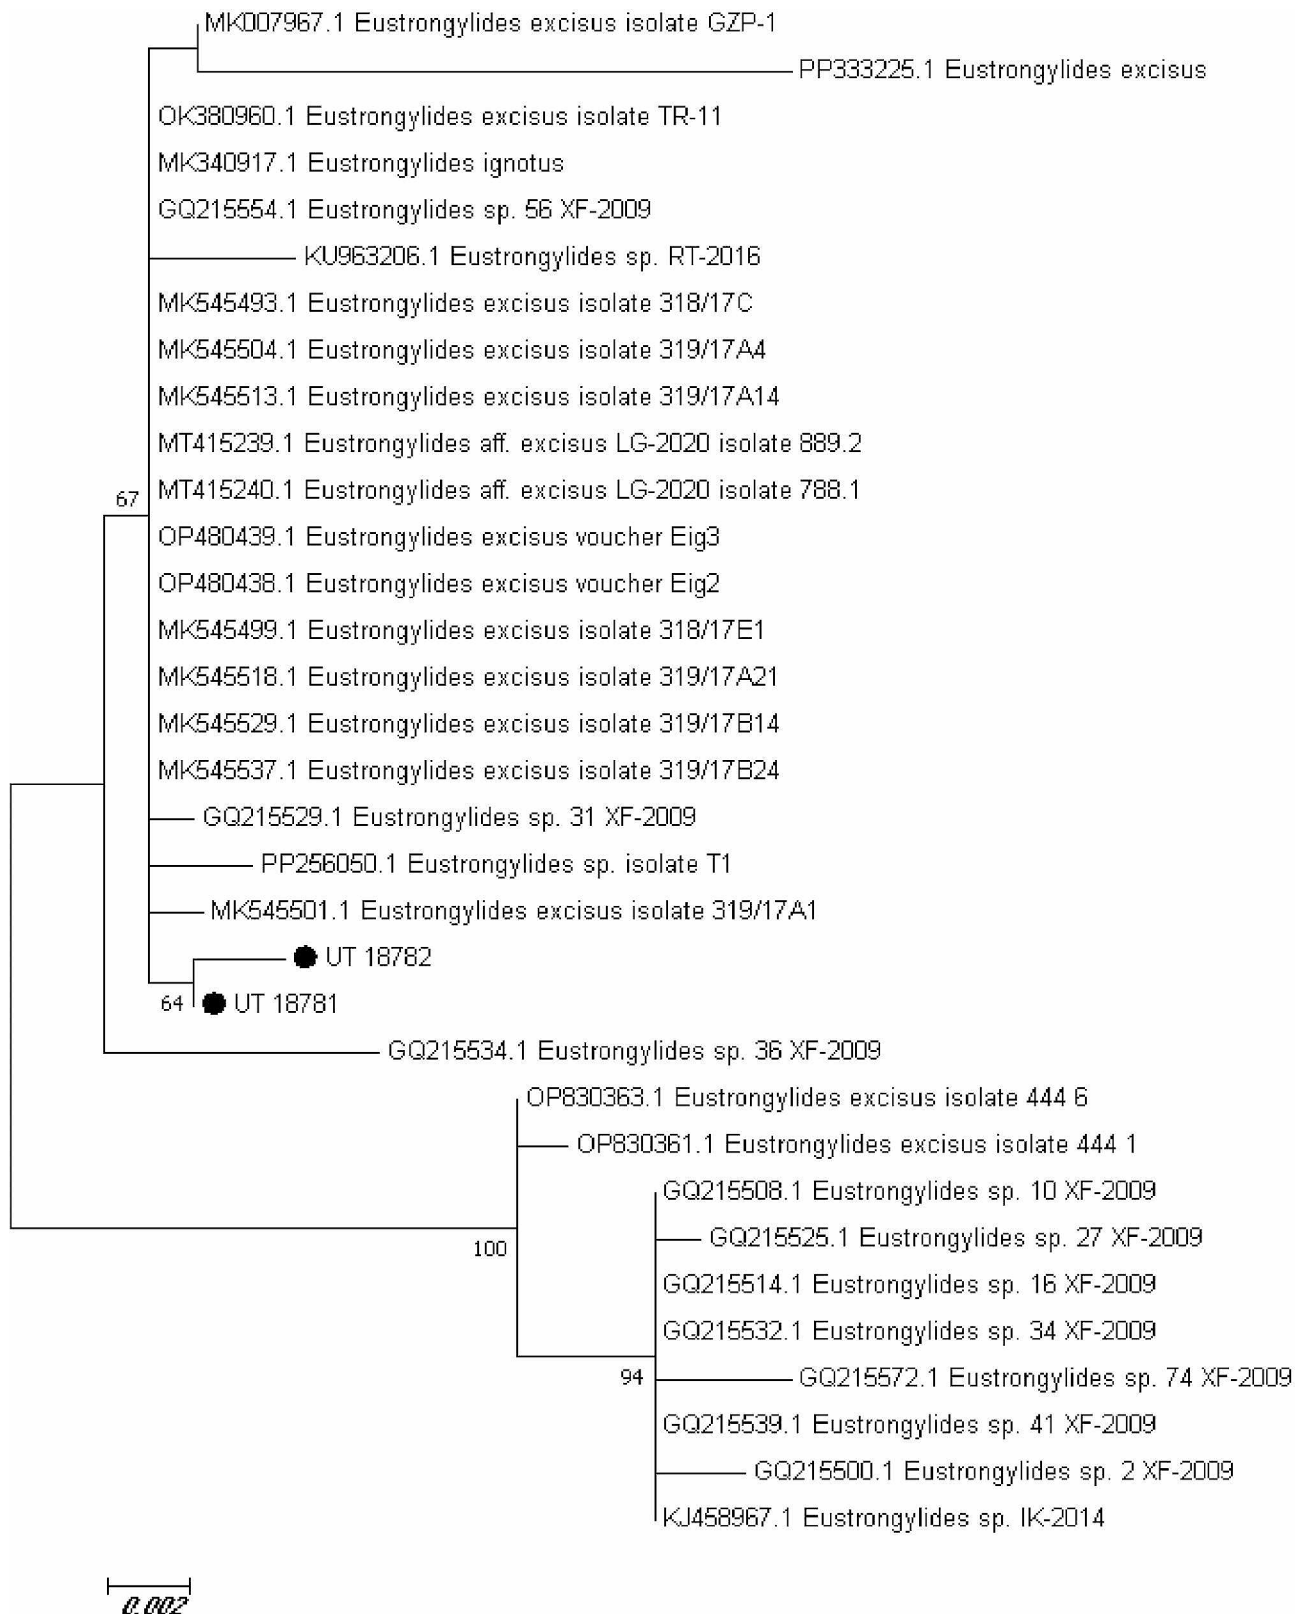 MK007967.1 Eustrongylides excisus isolate GZP-1
PP333225.1 Eustrongylides excisus
OK380960.1 Eustrongylides excisus isolate TR-11
MK340917.1 Eustrongylides ignotus
GQ215554.1 Eustrongylides sp. 56 XF-2009
KU963206.1 Eustrongylides sp. RT-2016
MK545493.1 Eustrongylides excisus isolate 318/17C
MK545504.1 Eustrongylides excisus isolate 319/17A4
MK545513.1 Eustrongylides excisus isolate 319/17A14
MT415239.1 Eustrongylides aff. excisus LG-2020 isolate 889.2
MT415240.1 Eustrongylides aff. excisus LG-2020 isolate 788.1
67
OP480439.1 Eustrongylides excisus voucher Eig3
OP480438.1 Eustrongylides excisus voucher Eig2
MK545499.1 Eustrongylides excisus isolate 318/17E1
MK545518.1 Eustrongylides excisus isolate 319/17A21
MK545529.1 Eustrongylides excisus isolate 319/17B14
MK545537.1 Eustrongylides excisus isolate 319/17B24
GQ215529.1 Eustrongylides sp. 31 XF-2009
PP256050.1 Eustrongylides sp. isolate T1
MK545501.1 Eustrongylides excisus isolate 319/17A1
UT 18782
64 UT 18781
GQ215534.1 Eustrongylides sp. 36 XF-2009
OP830363.1 Eustrongylides excisus isolate 444 6
OP830361.1 Eustrongylides excisus isolate 444 1
GQ215508.1 Eustrongylides sp. 10 XF-2009
GQ215525.1 Eustrongylides sp. 27 XF-2009
100
GQ215514.1 Eustrongylides sp. 16 XF-2009
GQ215532.1 Eustrongylides sp. 34 XF-2009
94
GQ215572.1 Eustrongylides sp. 74 XF-2009
GQ215539.1 Eustrongylides sp. 41 XF-2009
GQ215500.1 Eustrongylides sp. 2 XF-2009
KJ458967.1 Eustrongylides sp. IK-2014
0.002